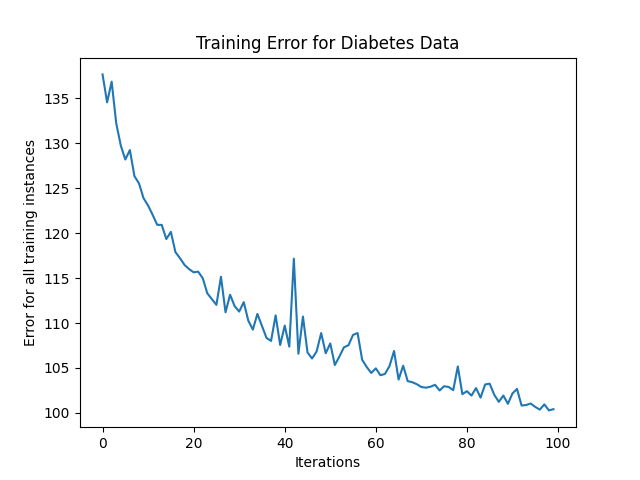 Training Error for Diabetes Data
Error for all training instances
135
130
125
120
115
110
105
100
0 20 40 60 80 100
Iterations